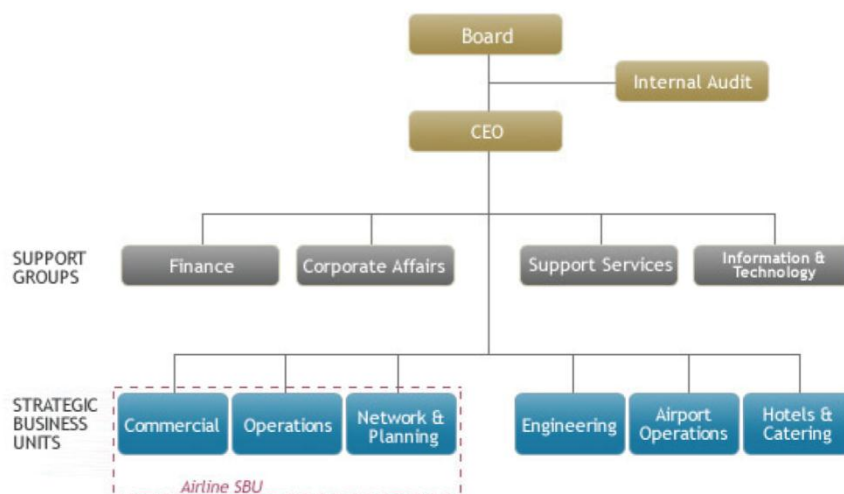 Board
Internal Audit
CEO
SUPPORT
GROUPS
Finance
Corporate Affairs
Support Services
Information &
Technology
STRATEGIC
BUSINESS
UNITS
Commercial
Operations
Network &
Planning
Engineering
Airport
Operations
Hotels &
Catering
Airline SBU